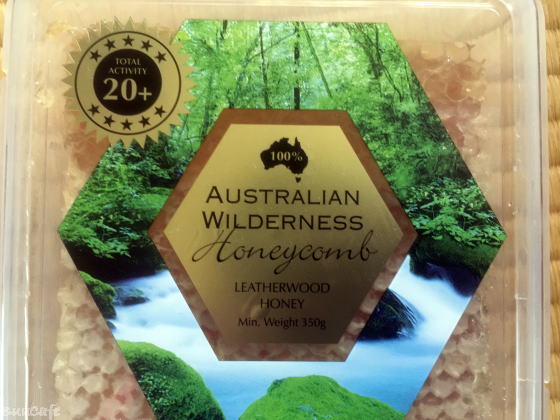 TOTAL
ACTIVITY
20+
100%
AUSTRALIAN
WILDERNESS
Honeycomb
LEATHERWOOD
HONEY
Min. Weight 350g
suncafe